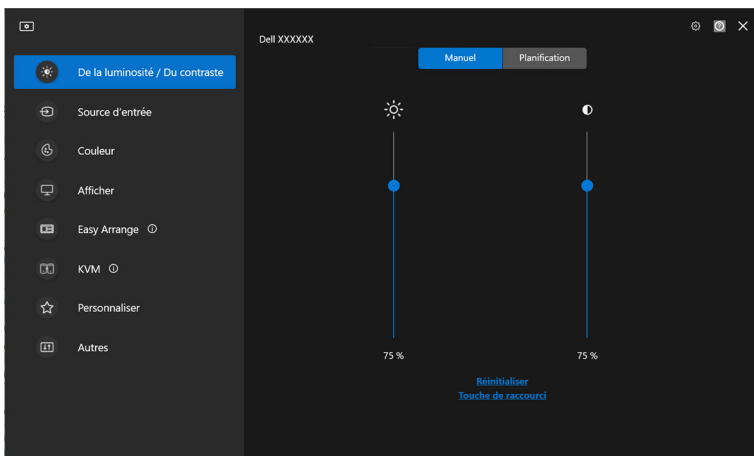 Dell XXXXXX
Manuel
Planification
De la luminosité / Du contraste
Source d'entrée
Couleur
Afficher
Easy Arrange
KVM
Personnaliser
Autres
75 %
75 %
Réinitialiser
Touche de raccourci